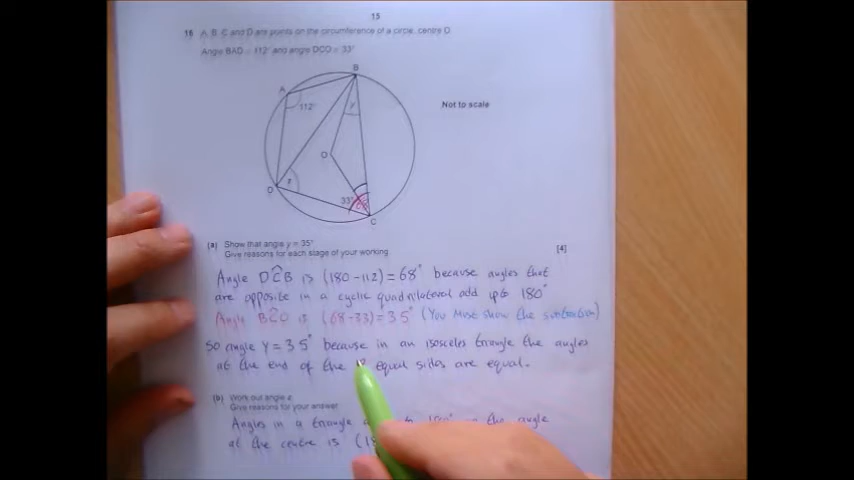 15
16 A, B, C and D are points on the circumference of a circle, centre O
Angle BAD = 112° and angle DCO = 33°
B
A
112°
y
Not to scale
O
D
z
33°
C
(a) Show that angle y = 35°
Give reasons for each stage of your working
[4]
Angle DĈB is (180 - 112) = 68° because angles that
are opposite in a cyclic quadrilateral add up to 180°
Angle BĈO is (68-33) = 35° (You Must show the subtraction)
So angle y = 35° because in an isosceles triangle the angles
at the end of the equal sides are equal.
(b) Work out angle z
Give reasons for your answer
Angles in a triangle angle
at the centre is